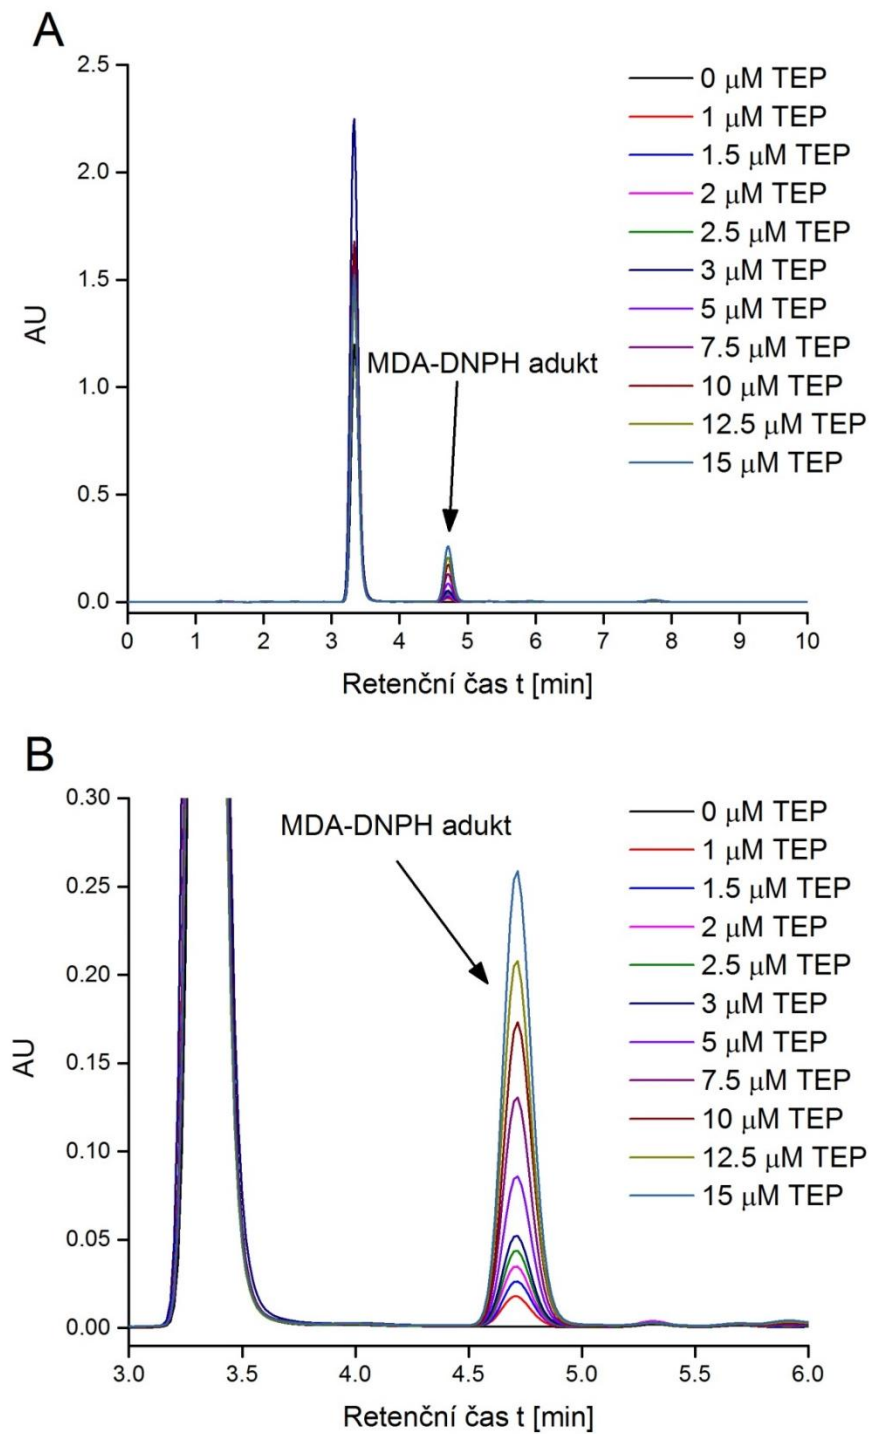 A
2.5
2.0
1.5
1.0
0.5
0.0
AU
0 μM TEP
1 μM TEP
1.5 μM TEP
2 μM TEP
2.5 μM TEP
3 μM TEP
5 μM TEP
7.5 μM TEP
10 μM TEP
12.5 μM TEP
15 μM TEP
MDA-DNPH adukt
0 1 2 3 4 5 6 7 8 9 10
Retenční čas t [min]
B
0.30
0.25
0.20
0.15
0.10
0.05
0.00
AU
MDA-DNPH adukt
0 μM TEP
1 μM TEP
1.5 μM TEP
2 μM TEP
2.5 μM TEP
3 μM TEP
5 μM TEP
7.5 μM TEP
10 μM TEP
12.5 μM TEP
15 μM TEP
3.0 3.5 4.0 4.5 5.0 5.5 6.0
Retenční čas t [min]